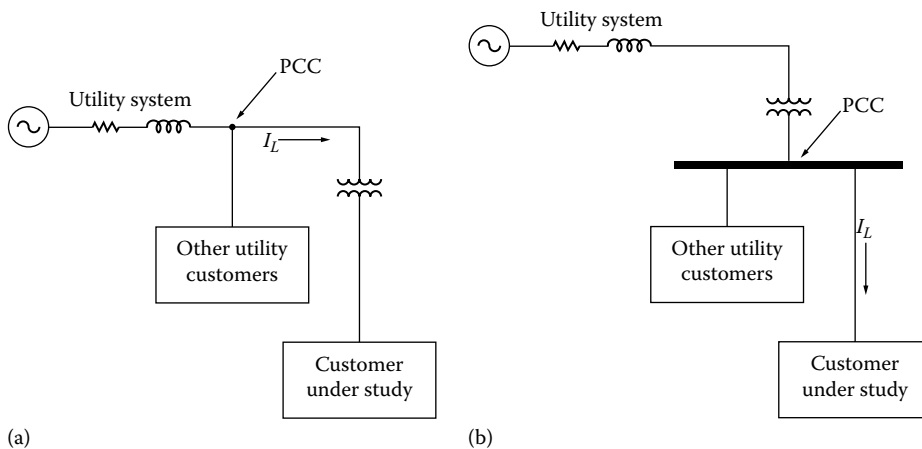 Utility system
PCC
I_L
Other utility
customers
Customer
under study
(a)
Utility system
PCC
I_L
Other utility
customers
Customer
under study
(b)